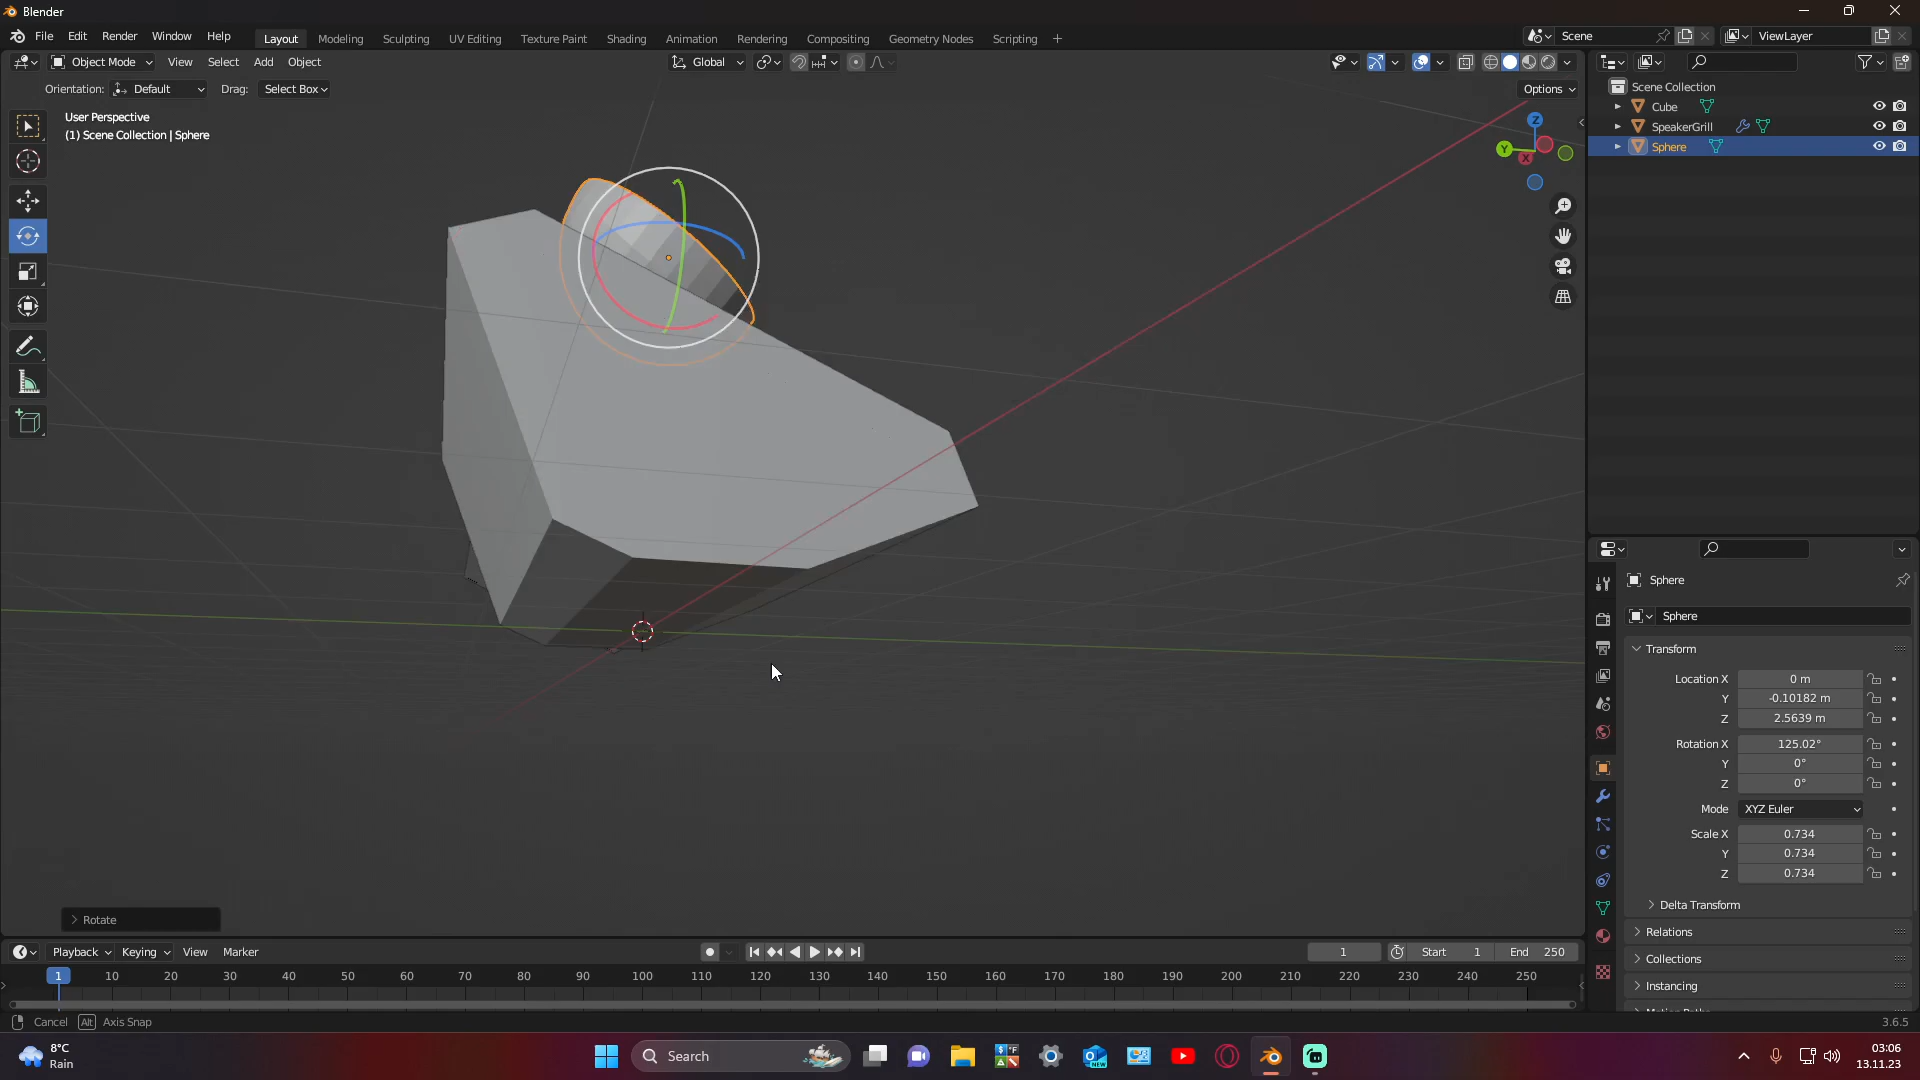 Blender
File Edit Render Window Help Layout Modeling Sculpting UV Editing Texture Paint Shading Animation Rendering Compositing Geometry Nodes Scripting Scene ViewLayer
Object Mode View Select Add Object Global
Orientation: Default Drag: Select Box Options
User Perspective
(1) Scene Collection | Sphere
Z
Y
X
Scene Collection
Cube
SpeakerGrill
Sphere
Sphere
Sphere
Transform
Location X 0 m
Y -0.10182 m
Z 2.5639 m
Rotation X 125.02°
Y 0°
Z 0°
Mode XYZ Euler
Scale X 0.734
Y 0.734
Z 0.734
Delta Transform
Relations
Collections
Instancing
Rotate
Playback Keying View Marker 1 Start 1 End 250
1 10 20 30 40 50 60 70 80 90 100 110 120 130 140 150 160 170 180 190 200 210 220 230 240 250
Cancel Alt Axis Snap 3.6.5
8°C
Rain
Search
NEW
03:06
13.11.23